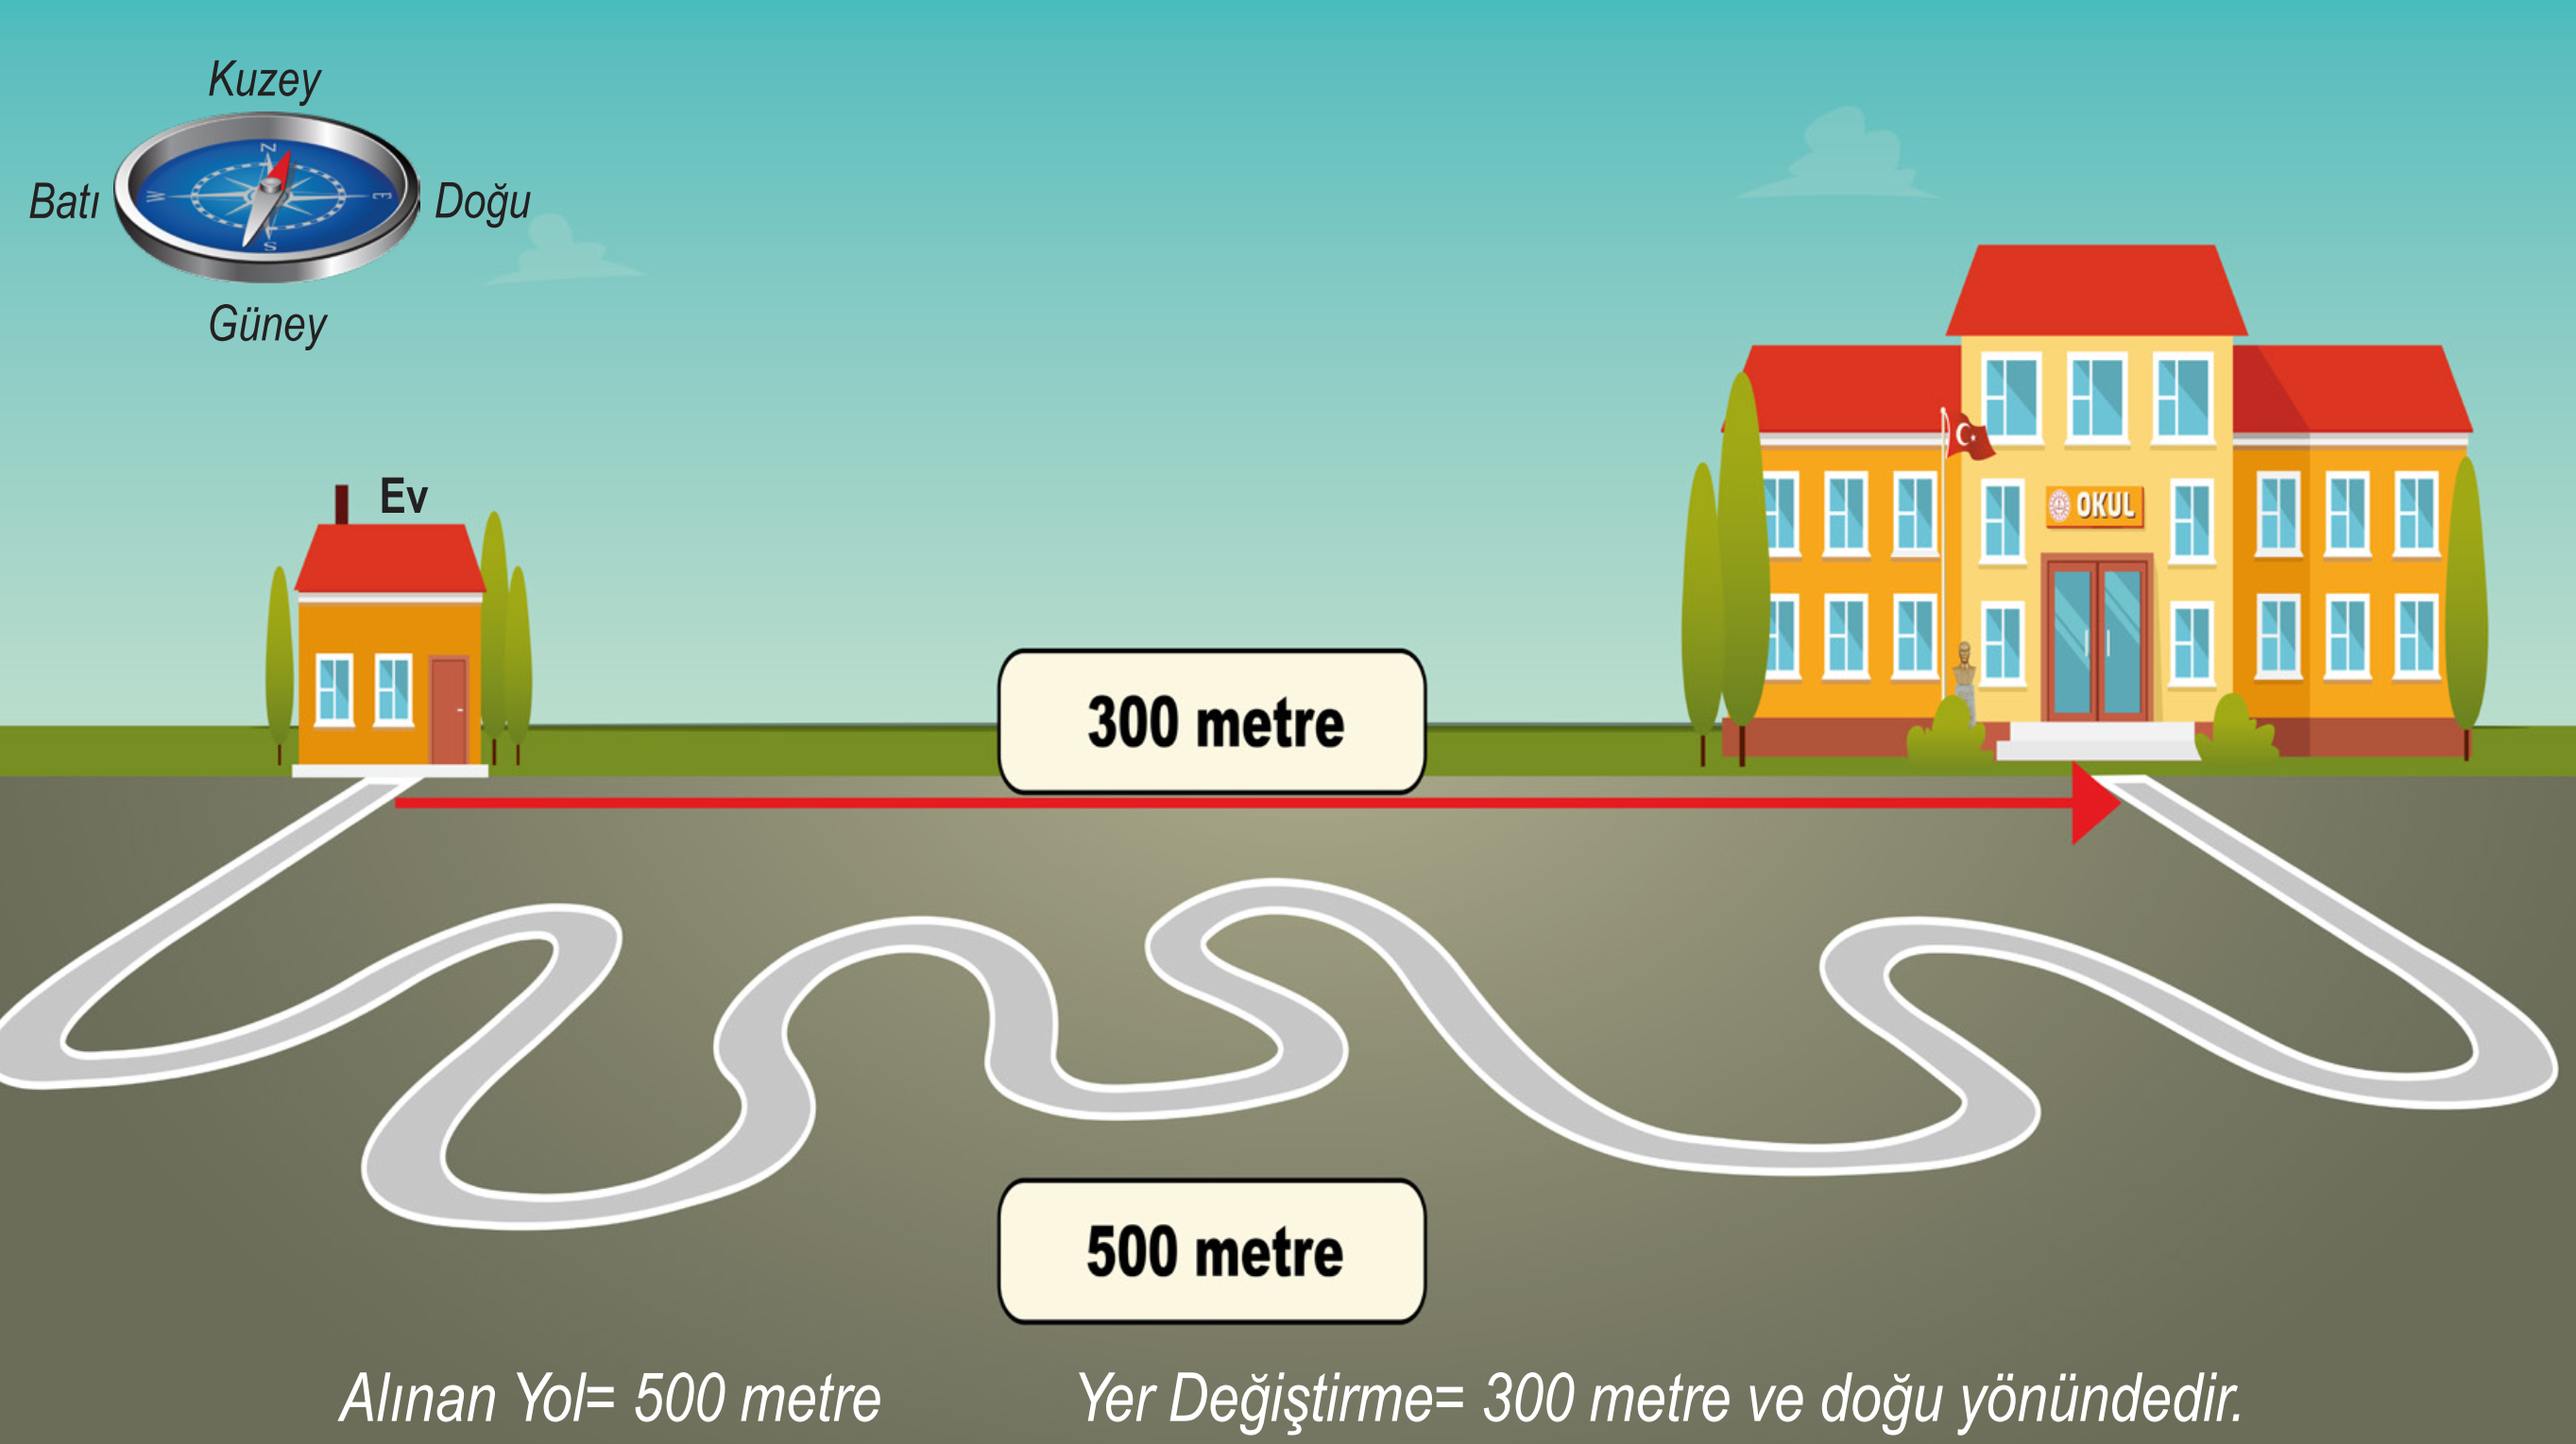 Kuzey
Batı
Doğu
N
W
E
S
Güney
Ev
OKUL
300 metre
500 metre
Alınan Yol= 500 metre
Yer Değiştirme= 300 metre ve doğu yönündedir.